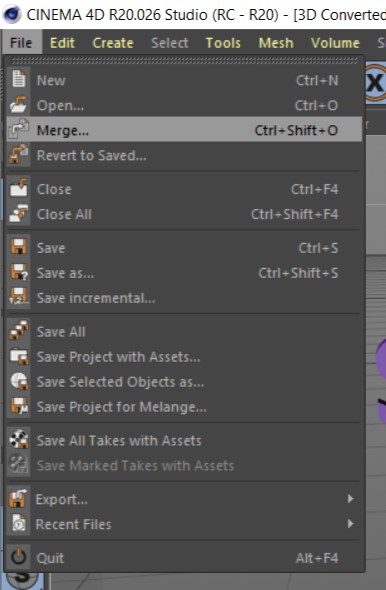 CINEMA 4D R20.026 Studio (RC - R20) - [3D Converted
File Edit Create Select Tools Mesh Volume S
New Ctrl+N
Open... Ctrl+O
Merge... Ctrl+Shift+O
Revert to Saved...
Close Ctrl+F4
Close All Ctrl+Shift+F4
Save Ctrl+S
Save as... Ctrl+Shift+S
Save incremental...
Save All
Save Project with Assets...
Save Selected Objects as...
Save Project for Melange...
Save All Takes with Assets
Save Marked Takes with Assets
Export...
Recent Files
Quit Alt+F4